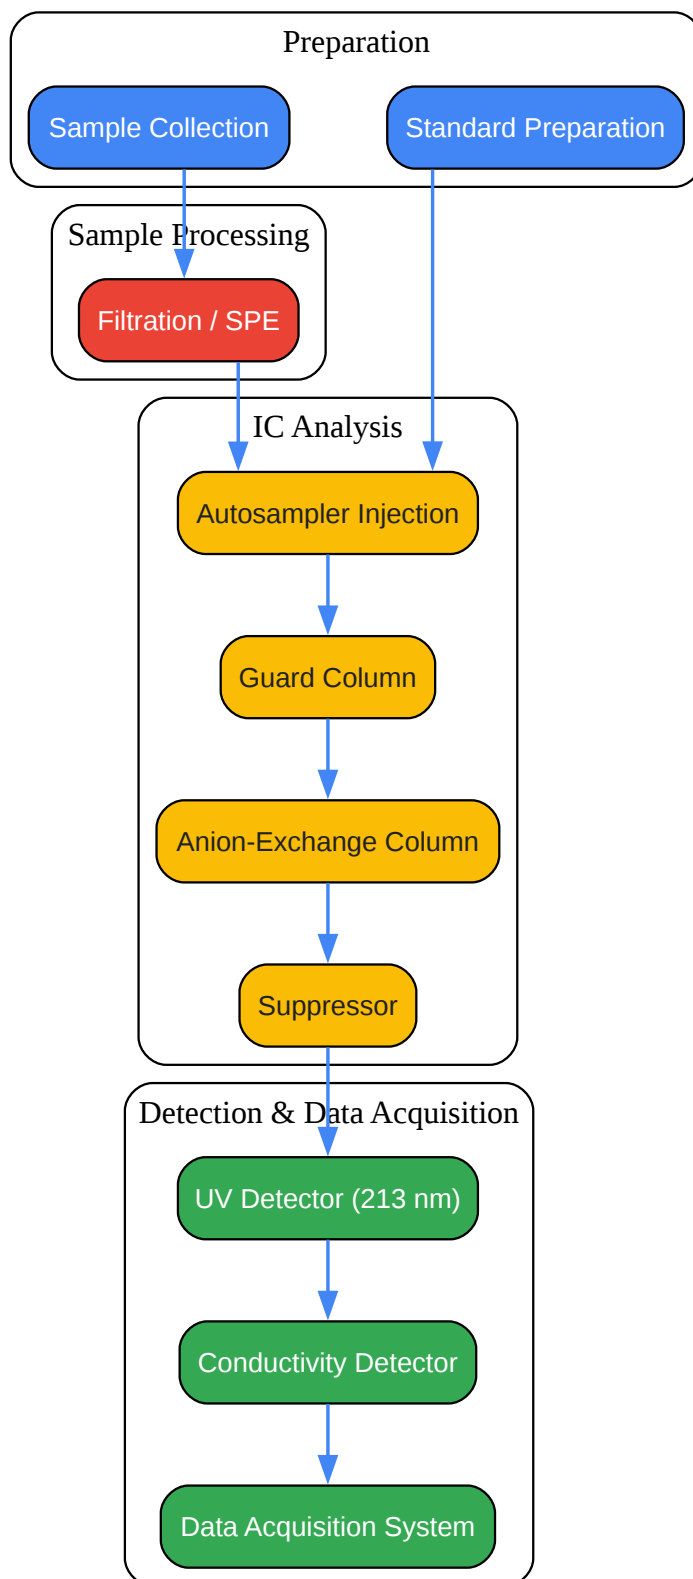 Preparation
Sample Collection
Standard Preparation
Sample Processing
Filtration / SPE
IC Analysis
Autosampler Injection
Guard Column
Anion-Exchange Column
Suppressor
Detection & Data Acquisition
UV Detector (213 nm)
Conductivity Detector
Data Acquisition System